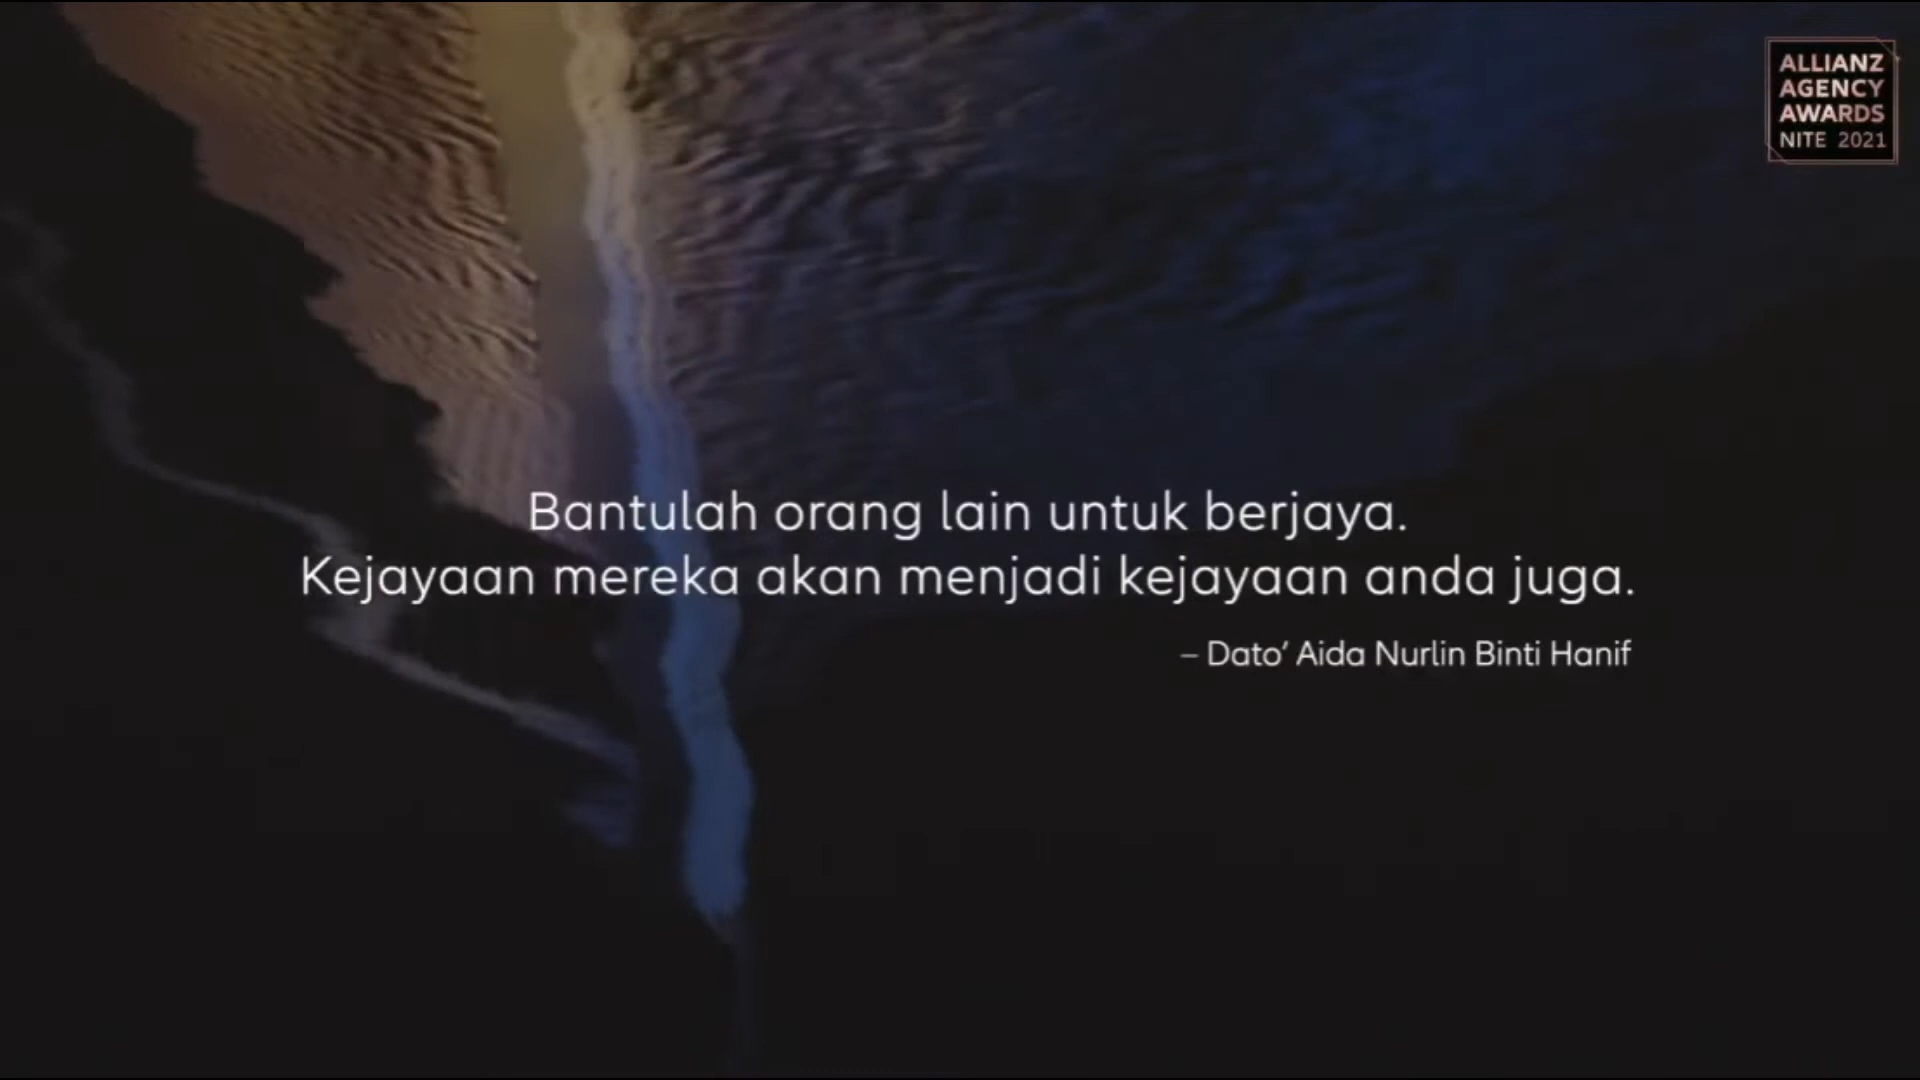 ALLIANZ
AGENCY
AWARDS
NITE 2021
Bantulah orang lain untuk berjaya.
Kejayaan mereka akan menjadi kejayaan anda juga.
– Dato’ Aida Nurlin Binti Hanif